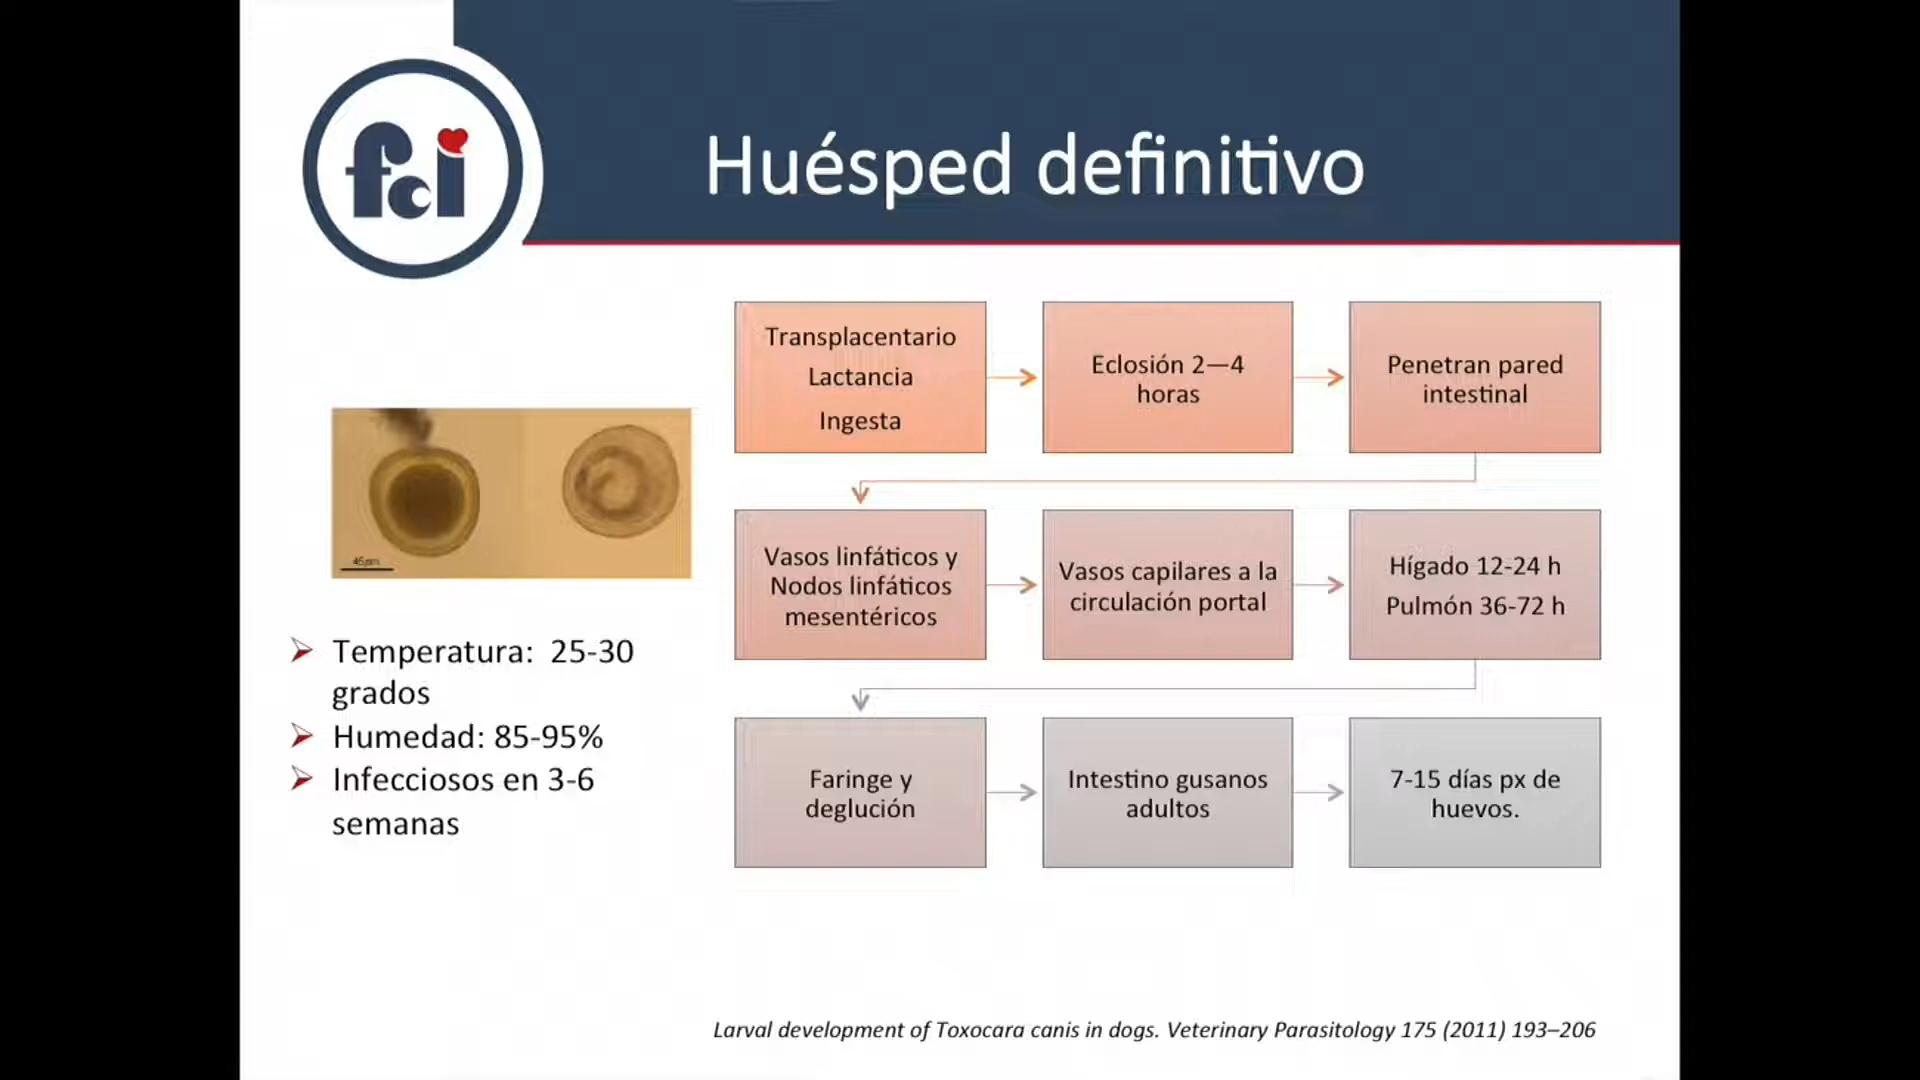 fci
Huésped definitivo
Transplacentario
Lactancia
Ingesta
Eclosión 2—4
horas
Penetran pared
intestinal
Vasos linfáticos y
Nodos linfáticos
mesentéricos
Vasos capilares a la
circulación portal
Hígado 12-24 h
Pulmón 36-72 h
Faringe y
deglución
Intestino gusanos
adultos
7-15 días px de
huevos.
45µm
Temperatura: 25-30
grados
Humedad: 85-95%
Infecciosos en 3-6
semanas
Larval development of Toxocara canis in dogs. Veterinary Parasitology 175 (2011) 193–206